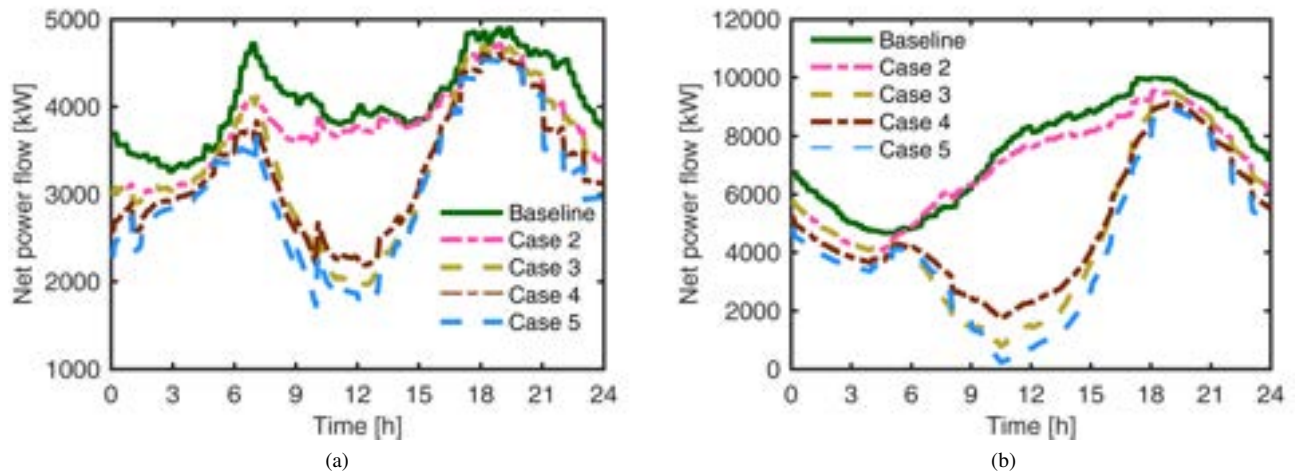 5000
4000
3000
2000
1000
Net power flow [kW]
0 3 6 9 12 15 18 21 24
Time [h]
Baseline
Case 2
Case 3
Case 4
Case 5
(a)
12000
10000
8000
6000
4000
2000
0
Net power flow [kW]
0 3 6 9 12 15 18 21 24
Time [h]
Baseline
Case 2
Case 3
Case 4
Case 5
(b)